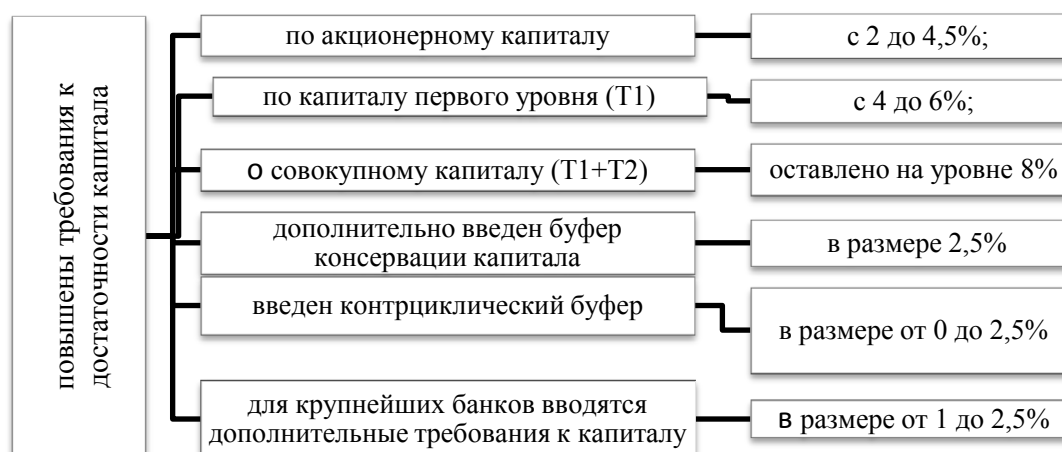 повышены требования к
достаточности капитала
по акционерному капиталу
с 2 до 4,5%;
по капиталу первого уровня (Т1)
с 4 до 6%;
о совокупному капиталу (Т1+Т2)
оставлено на уровне 8%
дополнительно введен буфер
консервации капитала
в размере 2,5%
введен контрциклический буфер
в размере от 0 до 2,5%
для крупнейших банков вводятся
дополнительные требования к капиталу
в размере от 1 до 2,5%